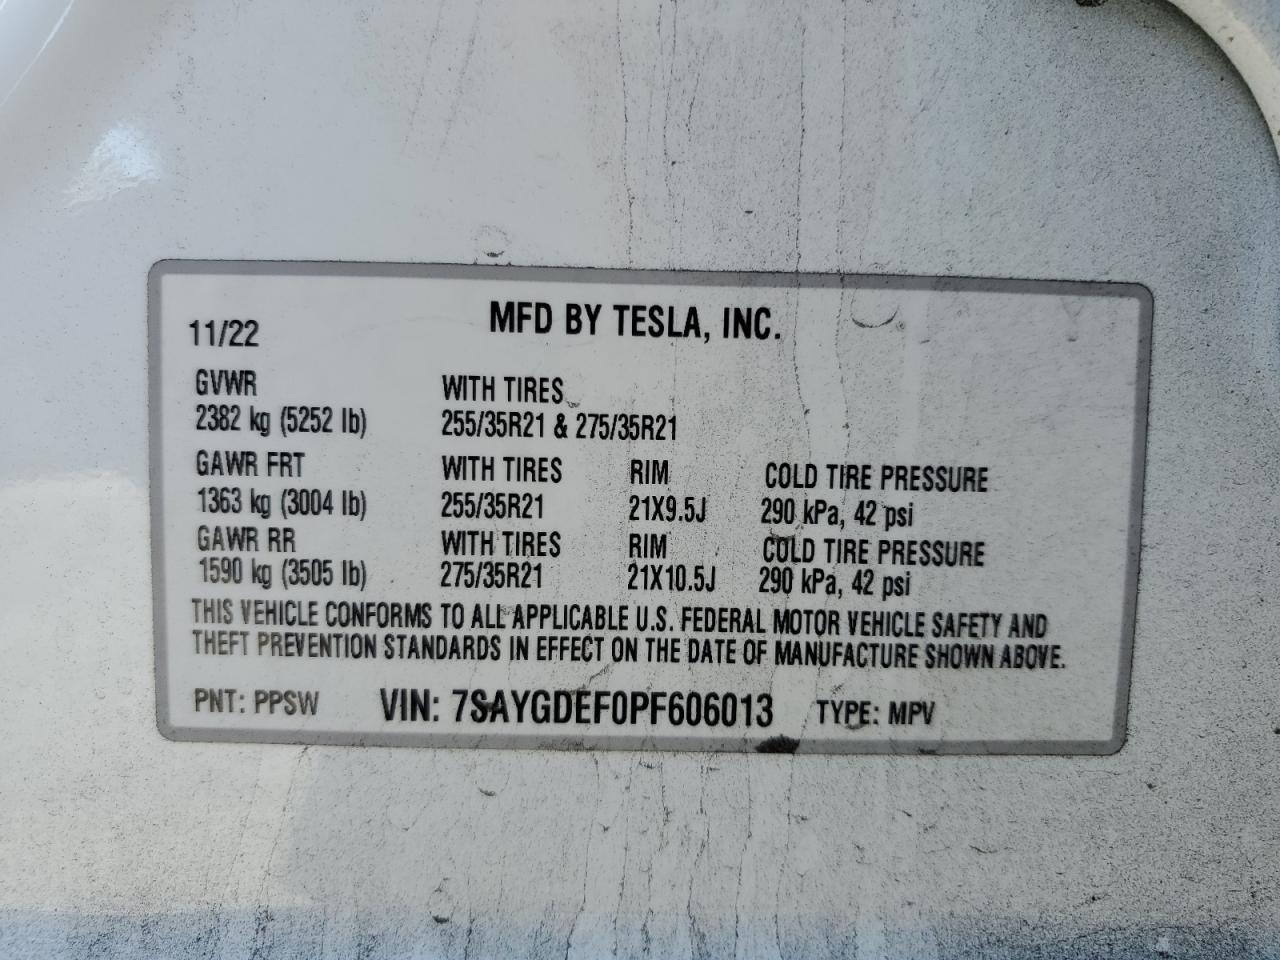 MFD BY TESLA, INC.
11/22
GVWR WITH TIRES
2382 kg (5252 lb) 255/35R21 & 275/35R21
GAWR FRT WITH TIRES RIM COLD TIRE PRESSURE
1363 kg (3004 lb) 255/35R21 21X9.5J 290 kPa, 42 psi
GAWR RR WITH TIRES RIM COLD TIRE PRESSURE
1590 kg (3505 lb) 275/35R21 21X10.5J 290 kPa, 42 psi
THIS VEHICLE CONFORMS TO ALL APPLICABLE U.S. FEDERAL MOTOR VEHICLE SAFETY AND
THEFT PREVENTION STANDARDS IN EFFECT ON THE DATE OF MANUFACTURE SHOWN ABOVE.
PNT: PPSW VIN: 7SAYGDEF0PF606013 TYPE: MPV